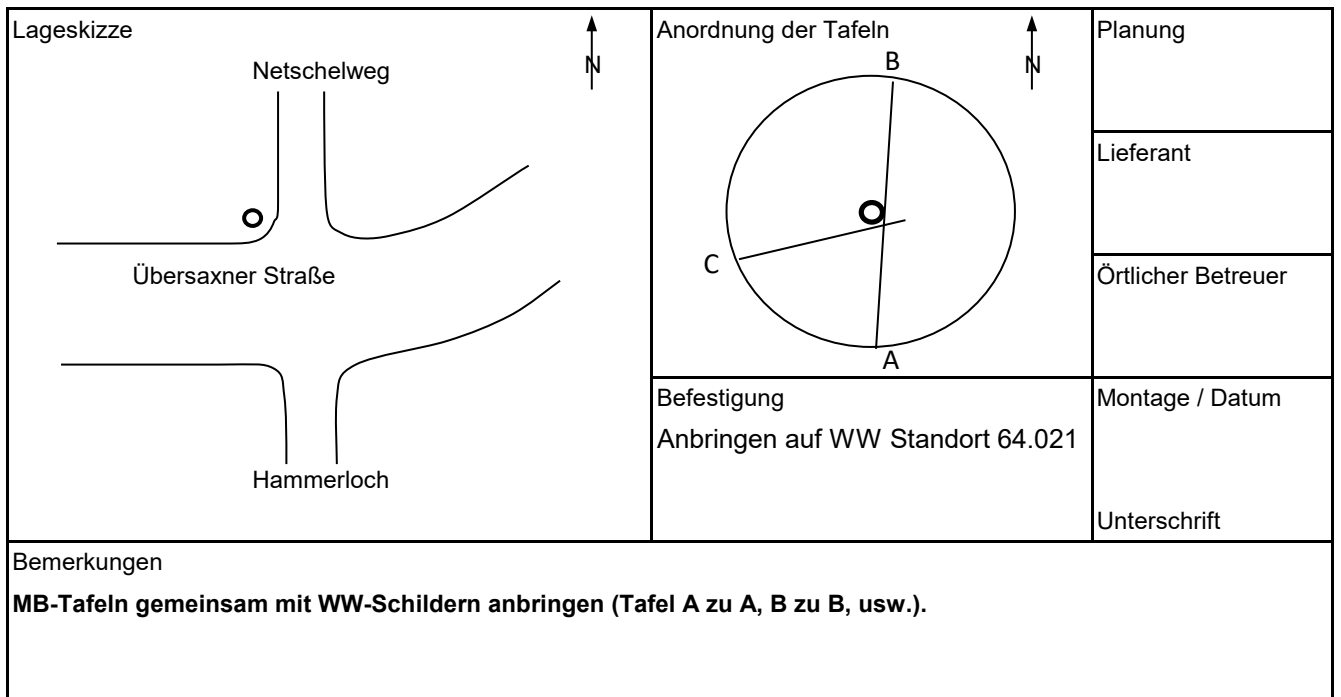 Lageskizze
N
Netschelweg
Übersaxner Straße
Hammerloch
Anordnung der Tafeln
N
B
C
A
Befestigung
Anbringen auf WW Standort 64.021
Planung
Lieferant
Örtlicher Betreuer
Montage / Datum
Unterschrift
Bemerkungen
MB-Tafeln gemeinsam mit WW-Schildern anbringen (Tafel A zu A, B zu B, usw.).